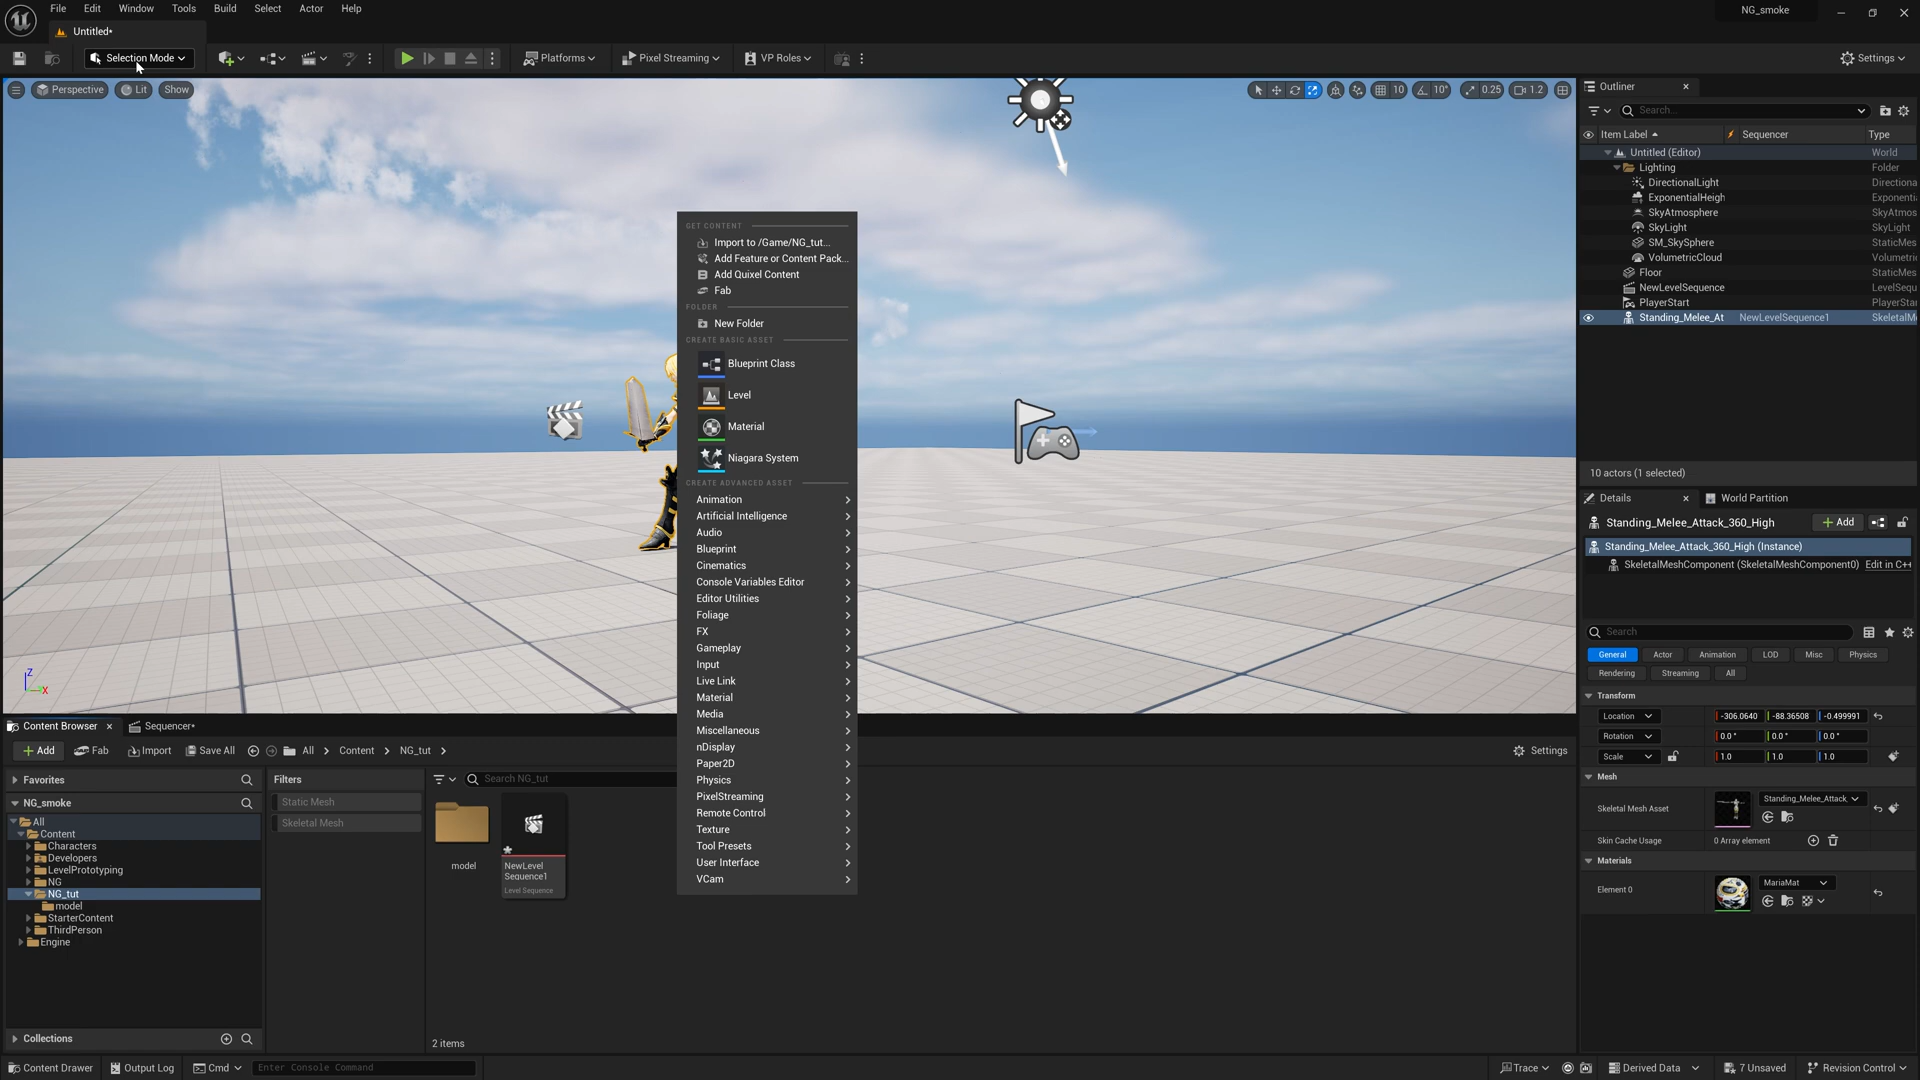 File Edit Window Tools Build Select Actor Help
NG_smoke
Untitled*
Selection Mode
Platforms
Pixel Streaming
VP Roles
Settings
Perspective
Lit
Show
10
10°
0.25
1.2
Outliner
Search...
Item Label
Sequencer
Type
Untitled (Editor) World
Lighting Folder
DirectionalLight Directiona
ExponentialHeigh Exponenti
SkyAtmosphere SkyAtmos
SkyLight SkyLight
SM_SkySphere StaticMes
VolumetricCloud Volumetri
Floor StaticMes
NewLevelSequence LevelSequ
PlayerStart PlayerStar
Standing_Melee_At NewLevelSequence1 SkeletalM
10 actors (1 selected)
GET CONTENT
Import to /Game/NG_tut...
Add Feature or Content Pack...
Add Quixel Content
Fab
FOLDER
New Folder
CREATE BASIC ASSET
Blueprint Class
Level
Material
Niagara System
CREATE ADVANCED ASSET
Animation
Artificial Intelligence
Audio
Blueprint
Cinematics
Console Variables Editor
Editor Utilities
Foliage
FX
Gameplay
Input
Live Link
Material
Media
Miscellaneous
nDisplay
Paper2D
Physics
PixelStreaming
Remote Control
Texture
Tool Presets
User Interface
VCam
Z
X
Details
World Partition
Standing_Melee_Attack_360_High
Add
Standing_Melee_Attack_360_High (Instance)
SkeletalMeshComponent (SkeletalMeshComponent0) Edit in C++
Search
General Actor Animation LOD Misc Physics
Rendering Streaming All
Transform
Location -306.0640 -88.36508 -0.499991
Rotation 0.0° 0.0° 0.0°
Scale 1.0 1.0 1.0
Mesh
Skeletal Mesh Asset
Standing_Melee_Attack_
Skin Cache Usage 0 Array element
Materials
Element 0
MariaMat
Content Browser
Sequencer*
Add
Fab
Import
Save All
All
Content
NG_tut
Settings
Favorites
NG_smoke
All
Content
Characters
Developers
LevelPrototyping
NG
NG_tut
model
StarterContent
ThirdPerson
Engine
Collections
Filters
Static Mesh
Skeletal Mesh
Search NG_tut
model
NewLevel
Sequence1
Level Sequence
2 items
Content Drawer
Output Log
Cmd
Enter Console Command
Trace
Derived Data
7 Unsaved
Revision Control